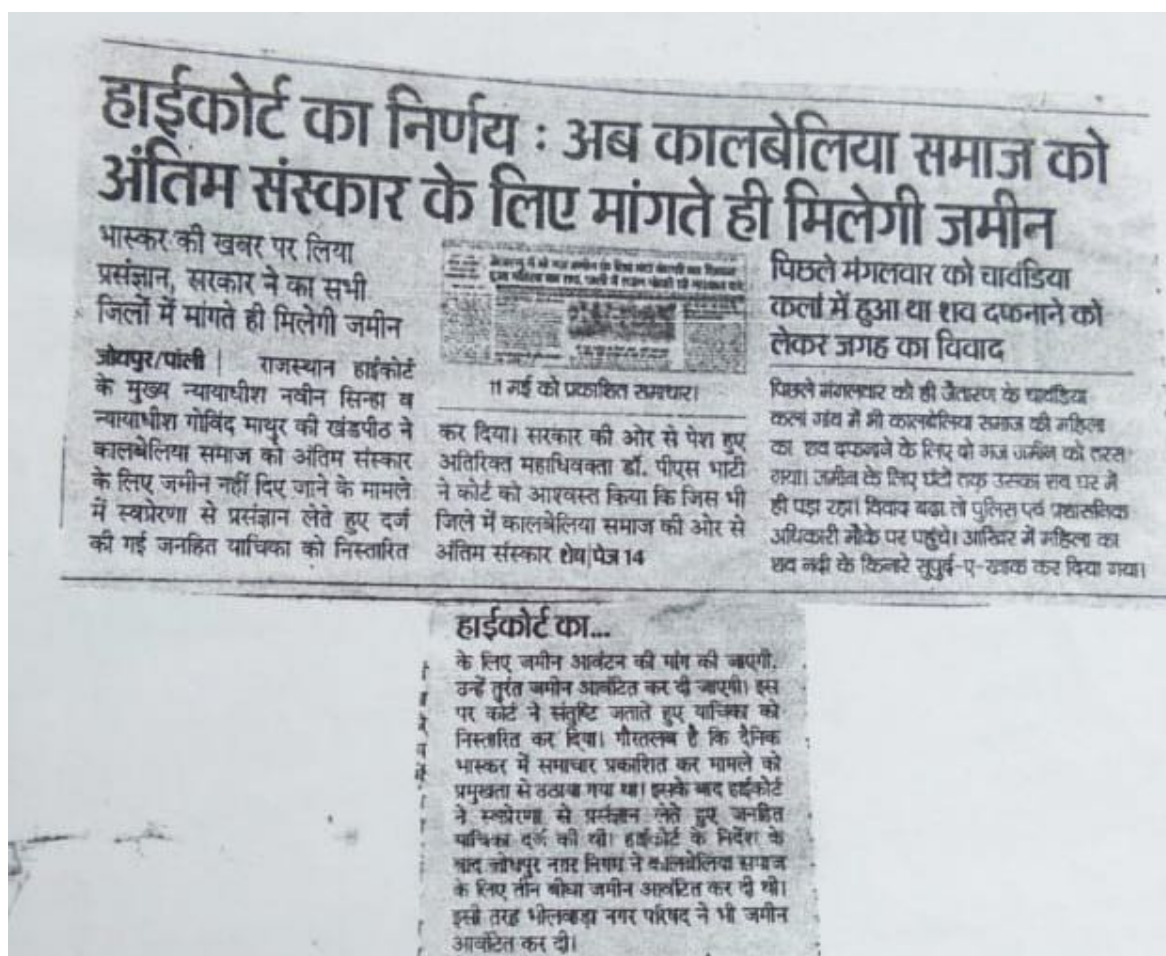 हाईकोर्ट का निर्णय : अब कालबेलिया समाज को
अंतिम संस्कार के लिए मांगते ही मिलेगी जमीन
भास्कर की खबर पर लिया
प्रसंज्ञान, सरकार ने का सभी
जिलों में मांगते ही मिलेगी जमीन
जोधपुर/पाली | राजस्थान हाईकोर्ट
के मुख्य न्यायाधीश नवीन सिन्हा व
न्यायाधीश गोविंद माथुर की खंडपीठ ने
कालबेलिया समाज को अंतिम संस्कार
के लिए जमीन नहीं दिए जाने के मामले
में स्वप्रेरणा से प्रसंज्ञान लेते हुए दर्ज
की गई जनहित याचिका को निस्तारित
11 मई को प्रकाशित समाचार।
कर दिया। सरकार की ओर से पेश हुए
अतिरिक्त महाधिवक्ता डॉ. पीएस भाटी
ने कोर्ट को आश्वस्त किया कि जिस भी
जिले में कालबेलिया समाज की ओर से
अंतिम संस्कार शेष|पेज 14
पिछले मंगलवार को चावंडिया
कलां में हुआ था शव दफनाने को
लेकर जगह का विवाद
पिछले मंगलवार को ही जैतारण के चावंडिया
कलां गांव में भी कालबेलिया समाज की महिला
का शव दफनाने के लिए दो गज जमीन को तरस
गया। जमीन के लिए घंटों तक उसका शव घर में
ही पड़ा रहा। विवाद बढ़ा तो पुलिस एवं प्रशासनिक
अधिकारी मौके पर पहुंचे। आखिर में महिला का
शव नदी के किनारे सुपुर्द-ए-खाक कर दिया गया।
हाईकोर्ट का...
के लिए जमीन आवंटन की मांग की जाएगी,
उन्हें तुरंत जमीन आवंटित कर दी जाएगी। इस
पर कोर्ट ने संतुष्टि जताते हुए याचिका को
निस्तारित कर दिया। गौरतलब है कि दैनिक
भास्कर में समाचार प्रकाशित कर मामले को
प्रमुखता से उठाया गया था। इसके बाद हाईकोर्ट
ने स्वप्रेरणा से प्रसंज्ञान लेते हुए जनहित
याचिका दर्ज की थी। हाईकोर्ट के निर्देश के
बाद जोधपुर नगर निगम ने कालबेलिया समाज
के लिए तीन बीघा जमीन आवंटित कर दी थी।
इसी तरह भीलवाड़ा नगर परिषद ने भी जमीन
आवंटित कर दी।